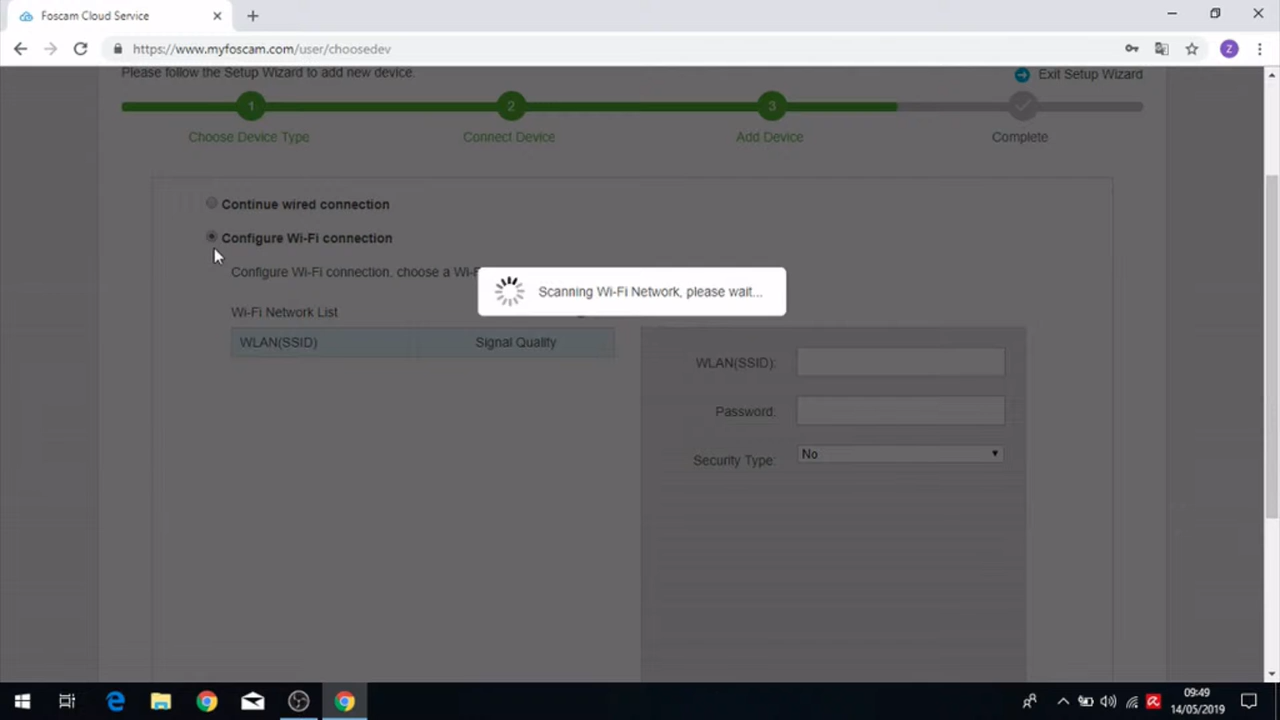 Foscam Cloud Service
https://www.myfoscam.com/user/choosedev
Z
Please follow the Setup Wizard to add new device.
Exit Setup Wizard
1
2
3
Choose Device Type
Connect Device
Add Device
Complete
Continue wired connection
Configure Wi-Fi connection
Configure Wi-Fi connection, choose a Wi-F
Scanning Wi-Fi Network, please wait...
Wi-Fi Network List
WLAN(SSID)
Signal Quality
WLAN(SSID):
Password:
Security Type:
No
09:49
14/05/2019